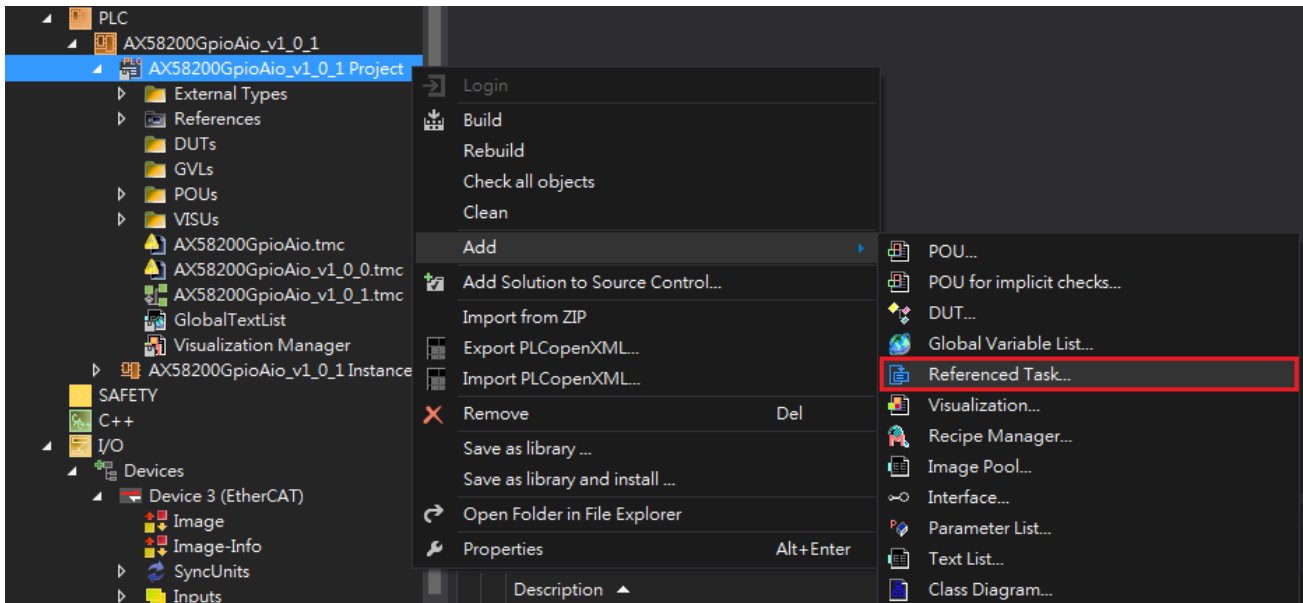 PLC
AX58200GpioAio_v1_0_1
AX58200GpioAio_v1_0_1 Project
External Types
References
DUTs
GVLs
POUs
VISUs
AX58200GpioAio.tmc
AX58200GpioAio_v1_0_0.tmc
AX58200GpioAio_v1_0_1.tmc
GlobalTextList
Visualization Manager
AX58200GpioAio_v1_0_1 Instance
SAFETY
C++
I/O
Devices
Device 3 (EtherCAT)
Image
Image-Info
SyncUnits
Inputs
Login
Build
Rebuild
Check all objects
Clean
Add
Add Solution to Source Control...
Import from ZIP
Export PLCopenXML...
Import PLCopenXML...
Remove Del
Save as library ...
Save as library and install ...
Open Folder in File Explorer
Properties Alt+Enter
Description
POU...
POU for implicit checks...
DUT...
Global Variable List...
Referenced Task...
Visualization...
Recipe Manager...
Image Pool...
Interface...
Parameter List...
Text List...
Class Diagram...